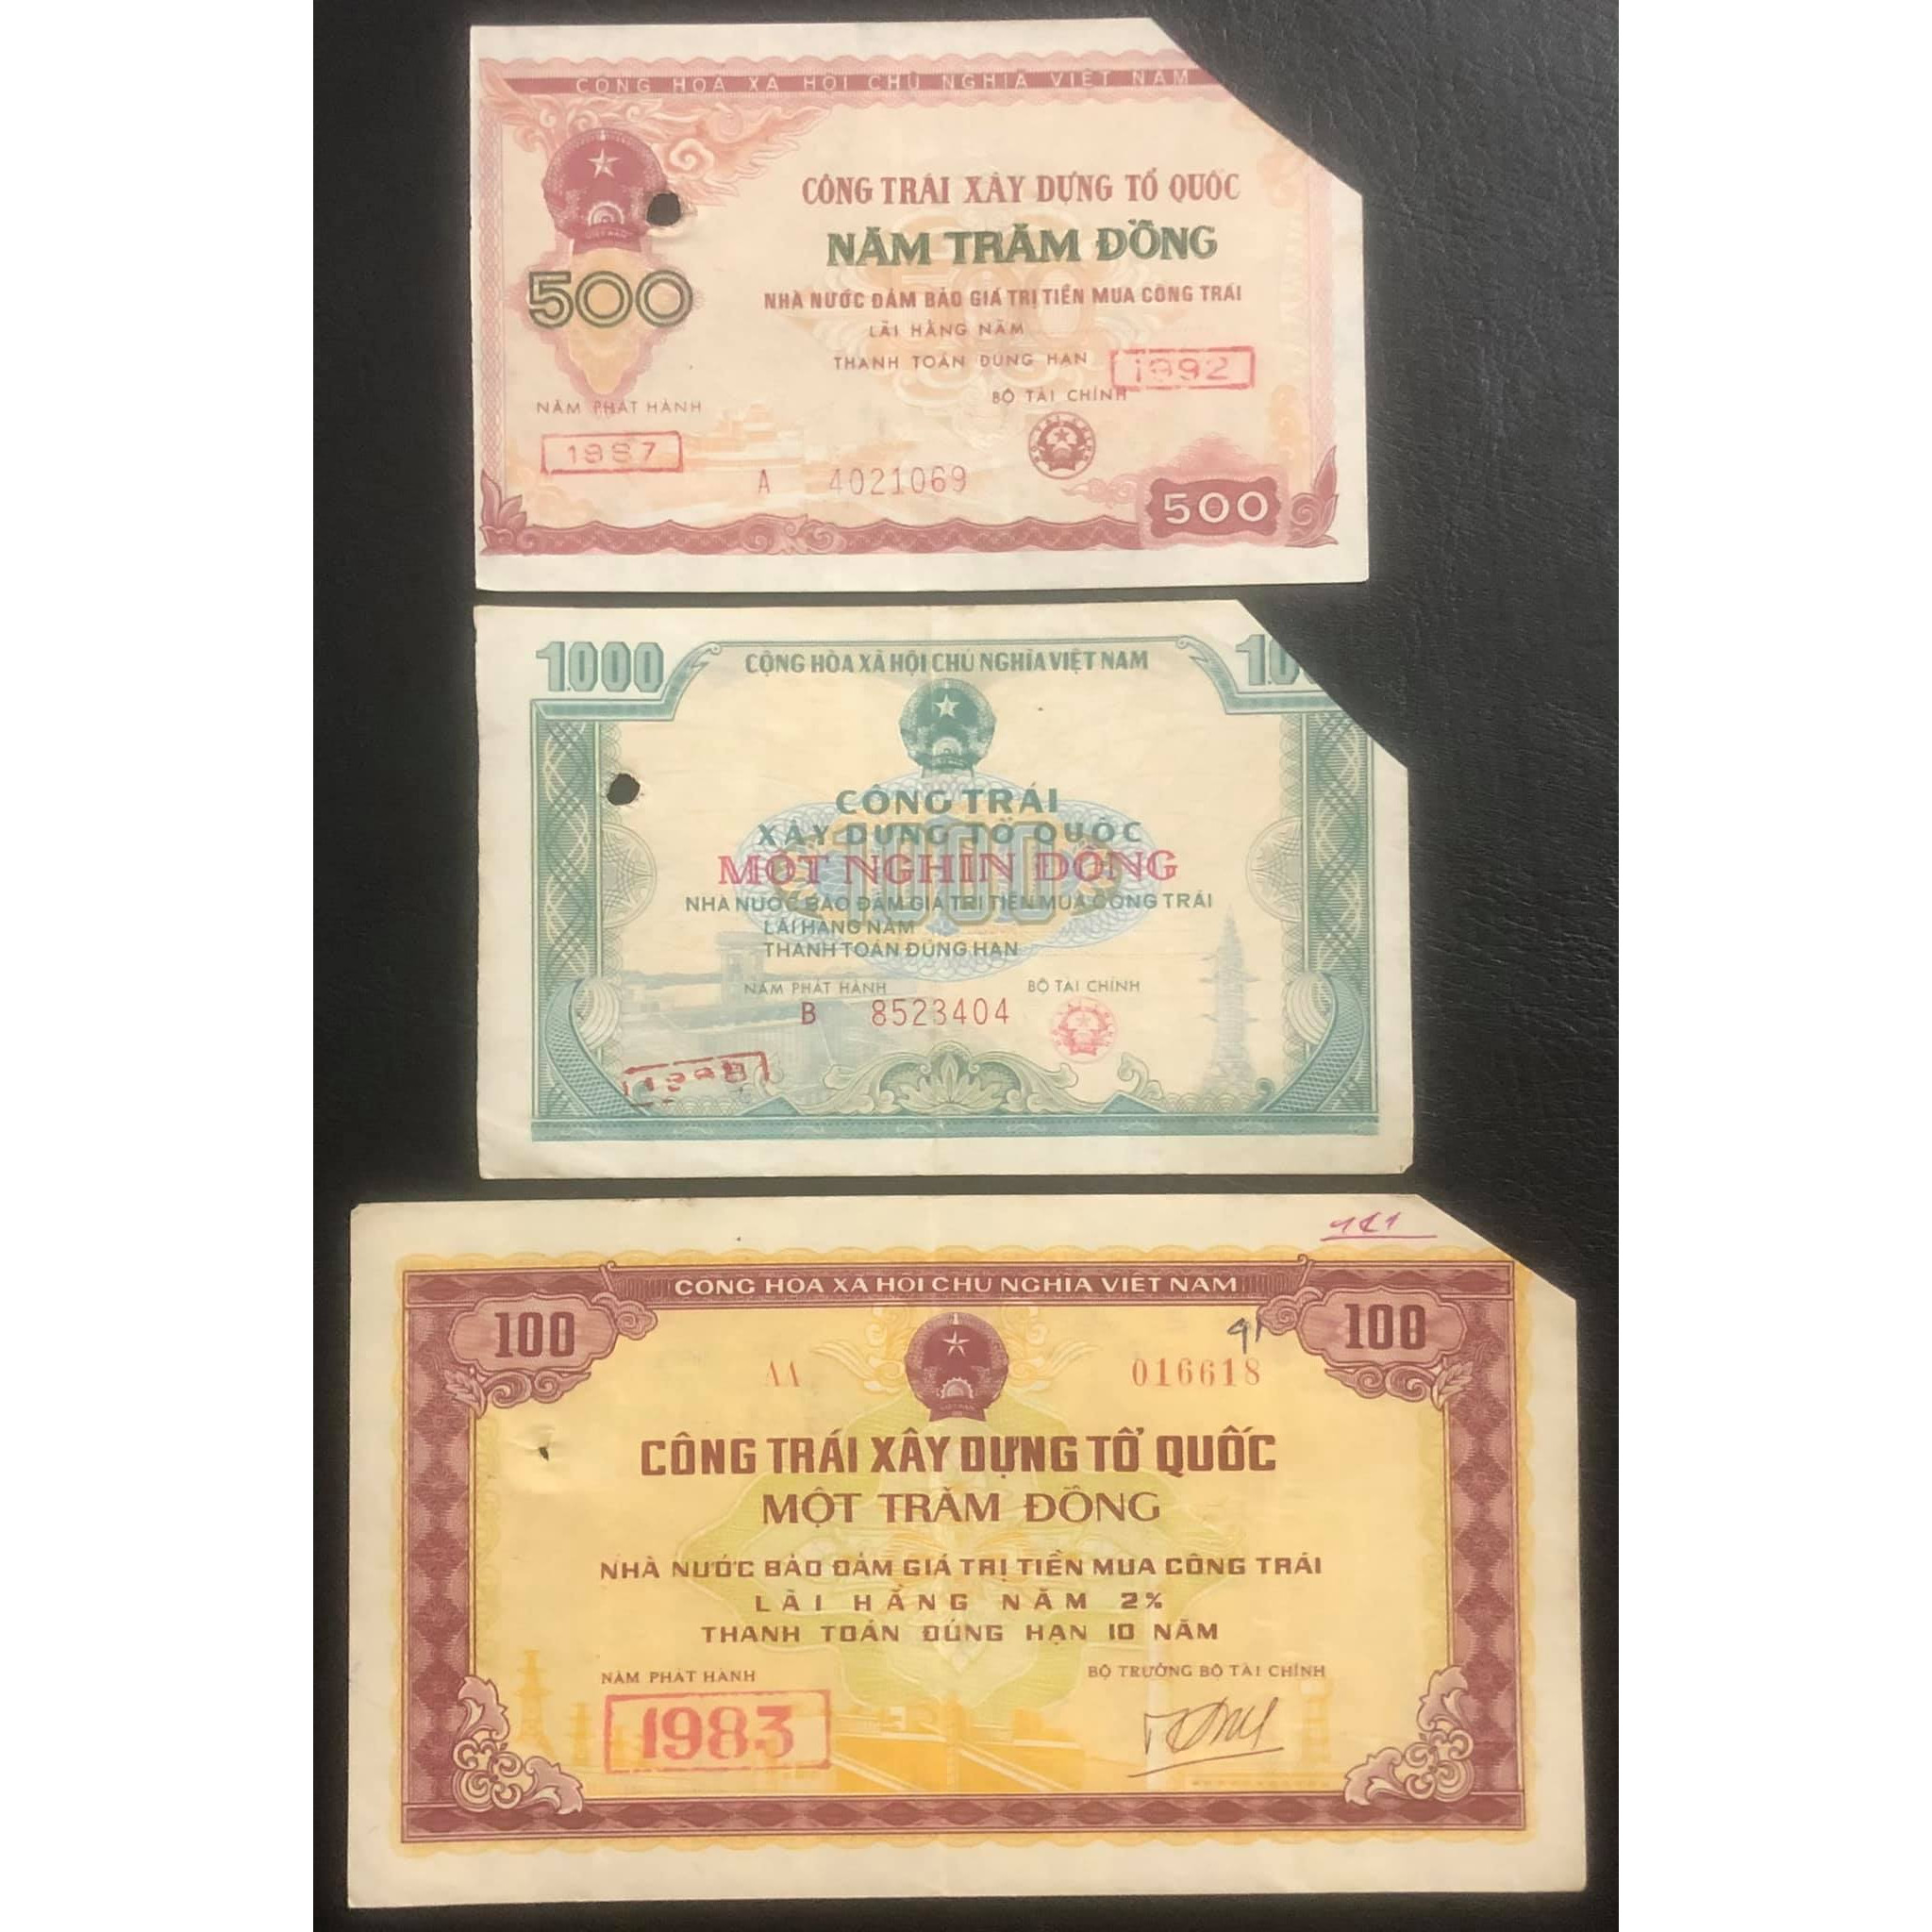 CỘNG HÒA XÃ HỘI CHỦ NGHĨA VIỆT NAM
CÔNG TRÁI XÂY DỰNG TỔ QUỐC
NĂM TRĂM ĐỒNG
500
NHÀ NƯỚC ĐẢM BẢO GIÁ TRỊ TIỀN MUA CÔNG TRÁI
LÃI HẰNG NĂM
THANH TOÁN ĐÚNG HẠN 1992
NĂM PHÁT HÀNH
BỘ TÀI CHÍNH
1987
A 4021069
500
1000
CỘNG HÒA XÃ HỘI CHỦ NGHĨA VIỆT NAM
10
CÔNG TRÁI
XÂY DỰNG TỔ QUỐC
MỘT NGHÌN ĐỒNG
1000
NHÀ NƯỚC BẢO ĐẢM GIÁ TRỊ TIỀN MUA CÔNG TRÁI
LÃI HÀNG NĂM
THANH TOÁN ĐÚNG HẠN
NĂM PHÁT HÀNH
BỘ TÀI CHÍNH
B 8523404
CỘNG HÒA XÃ HỘI CHỦ NGHĨA VIỆT NAM
100
100
91
AA
016618
CÔNG TRÁI XÂY DỰNG TỔ QUỐC
MỘT TRĂM ĐỒNG
NHÀ NƯỚC BẢO ĐẢM GIÁ TRỊ TIỀN MUA CÔNG TRÁI
LÃI HẰNG NĂM 2%
THANH TOÁN ĐÚNG HẠN 10 NĂM
NĂM PHÁT HÀNH
BỘ TRƯỞNG BỘ TÀI CHÍNH
1983